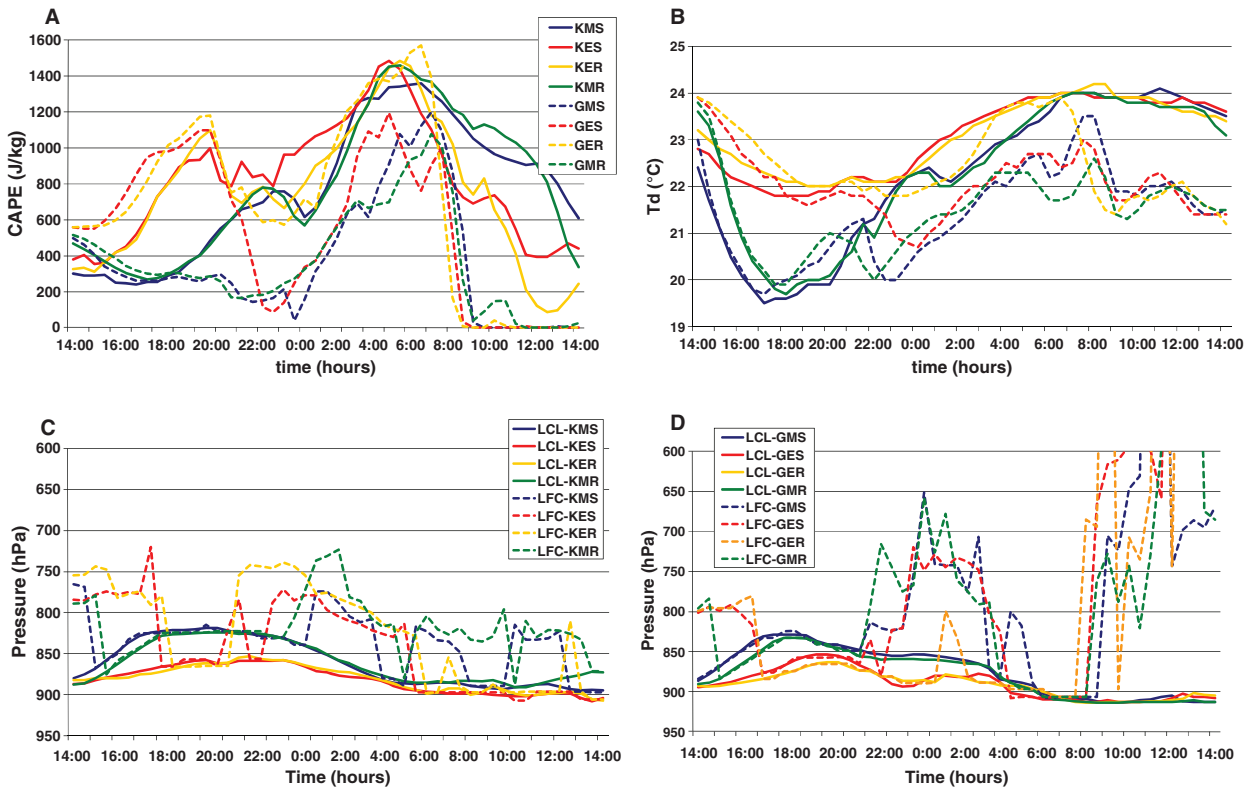 A
CAPE (J/kg)
1600
1400
1200
1000
800
600
400
200
0
14:00 16:00 18:00 20:00 22:00 0:00 2:00 4:00 6:00 8:00 10:00 12:00 14:00
time (hours)
KMS
KES
KER
KMR
GMS
GES
GER
GMR
B
Td (°C)
25
24
23
22
21
20
19
14:00 16:00 18:00 20:00 22:00 0:00 2:00 4:00 6:00 8:00 10:00 12:00 14:00
time (hours)
C
Pressure (hPa)
600
650
700
750
800
850
900
950
14:00 16:00 18:00 20:00 22:00 0:00 2:00 4:00 6:00 8:00 10:00 12:00 14:00
Time (hours)
LCL-KMS
LCL-KES
LCL-KER
LCL-KMR
LFC-KMS
LFC-KES
LFC-KER
LFC-KMR
D
Pressure (hPa)
600
650
700
750
800
850
900
950
14:00 16:00 18:00 20:00 22:00 0:00 2:00 4:00 6:00 8:00 10:00 12:00 14:00
Time (hours)
LCL-GMS
LCL-GES
LCL-GER
LCL-GMR
LFC-GMS
LFC-GES
LFC-GER
LFC-GMR